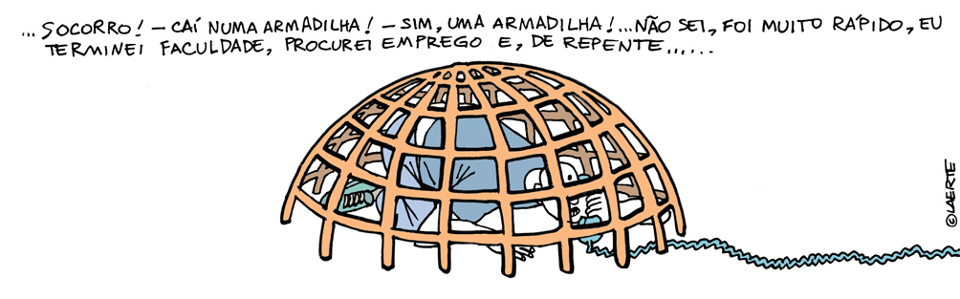 ... SOCORRO! – CAÍ NUMA ARMADILHA! – SIM, UMA ARMADILHA!...NÃO SEI, FOI MUITO RÁPIDO, EU
TERMINEI FACULDADE, PROCUREI EMPREGO E, DE REPENTE......
©LAERTE